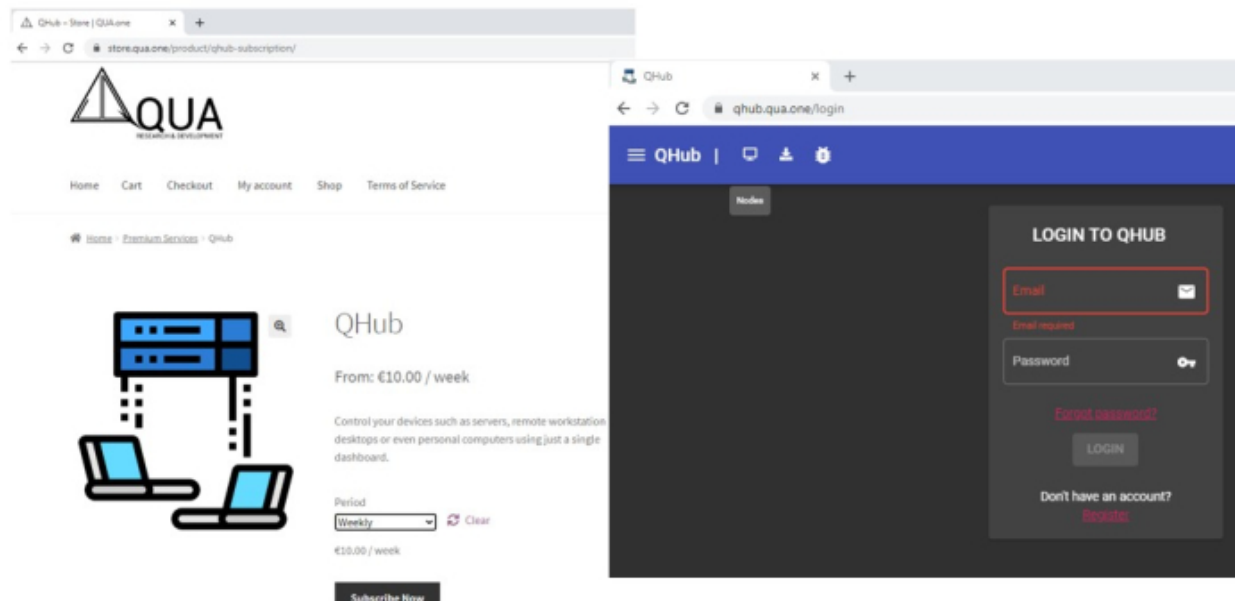 QHub – Store | QUA.one
store.qua.one/product/qhub-subscription/
QUA
RESEARCH & DEVELOPMENT
Home Cart Checkout My account Shop Terms of Service
Home › Premium Services › QHub
QHub
From: €10.00 / week
Control your devices such as servers, remote workstation
desktops or even personal computers using just a single
dashboard.
Period
Weekly Clear
€10.00 / week
Subscribe Now
QHub
qhub.qua.one/login
QHub |
Nodes
LOGIN TO QHUB
Email
Email required
Password
Forgot password?
LOGIN
Don't have an account?
Register